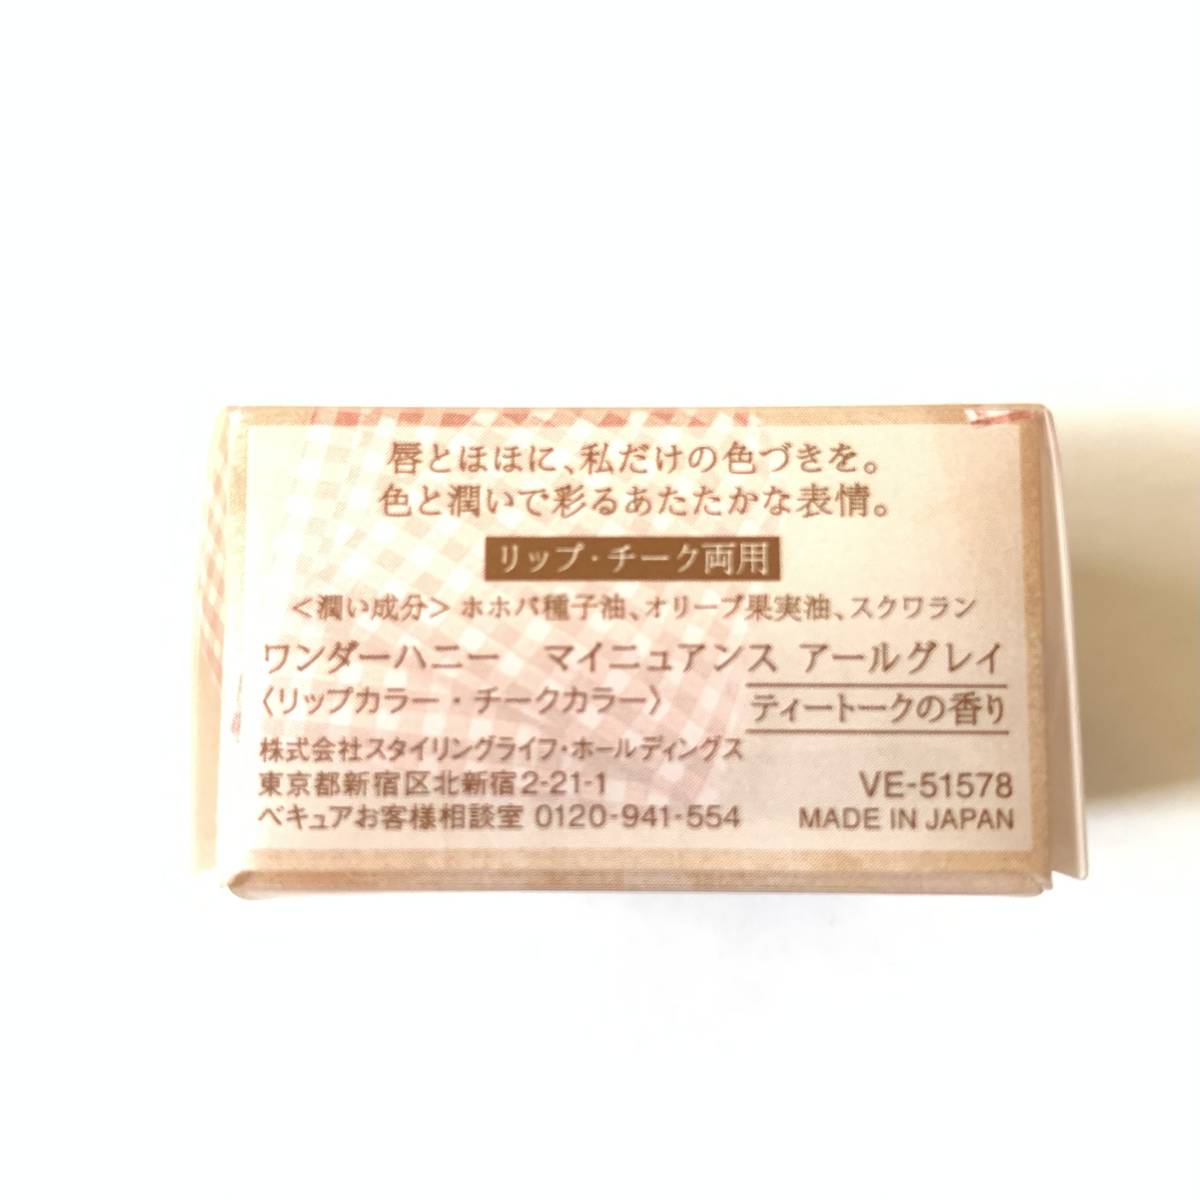 唇とほほに、私だけの色づきを。
色と潤いで彩るあたたかな表情。
リップ・チーク両用
＜潤い成分＞ホホバ種子油、オリーブ果実油、スクワラン
ワンダーハニー　マイニュアンス アールグレイ
〈リップカラー・チークカラー〉
ティートークの香り
株式会社スタイリングライフ・ホールディングス
東京都新宿区北新宿2-21-1
VE-51578
ベキュアお客様相談室 0120-941-554
MADE IN JAPAN